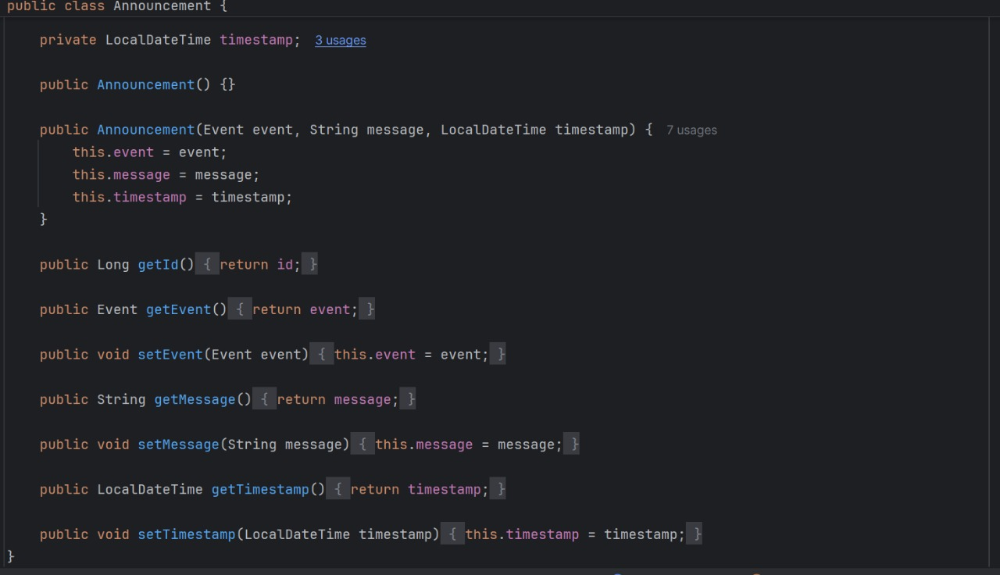 public class Announcement {
private LocalDateTime timestamp; 3 usages
public Announcement() {}
public Announcement(Event event, String message, LocalDateTime timestamp) { 7 usages
this.event = event;
this.message = message;
this.timestamp = timestamp;
}
public Long getId() { return id; }
public Event getEvent() { return event; }
public void setEvent(Event event) { this.event = event; }
public String getMessage() { return message; }
public void setMessage(String message) { this.message = message; }
public LocalDateTime getTimestamp() { return timestamp; }
public void setTimestamp(LocalDateTime timestamp) { this.timestamp = timestamp; }
}